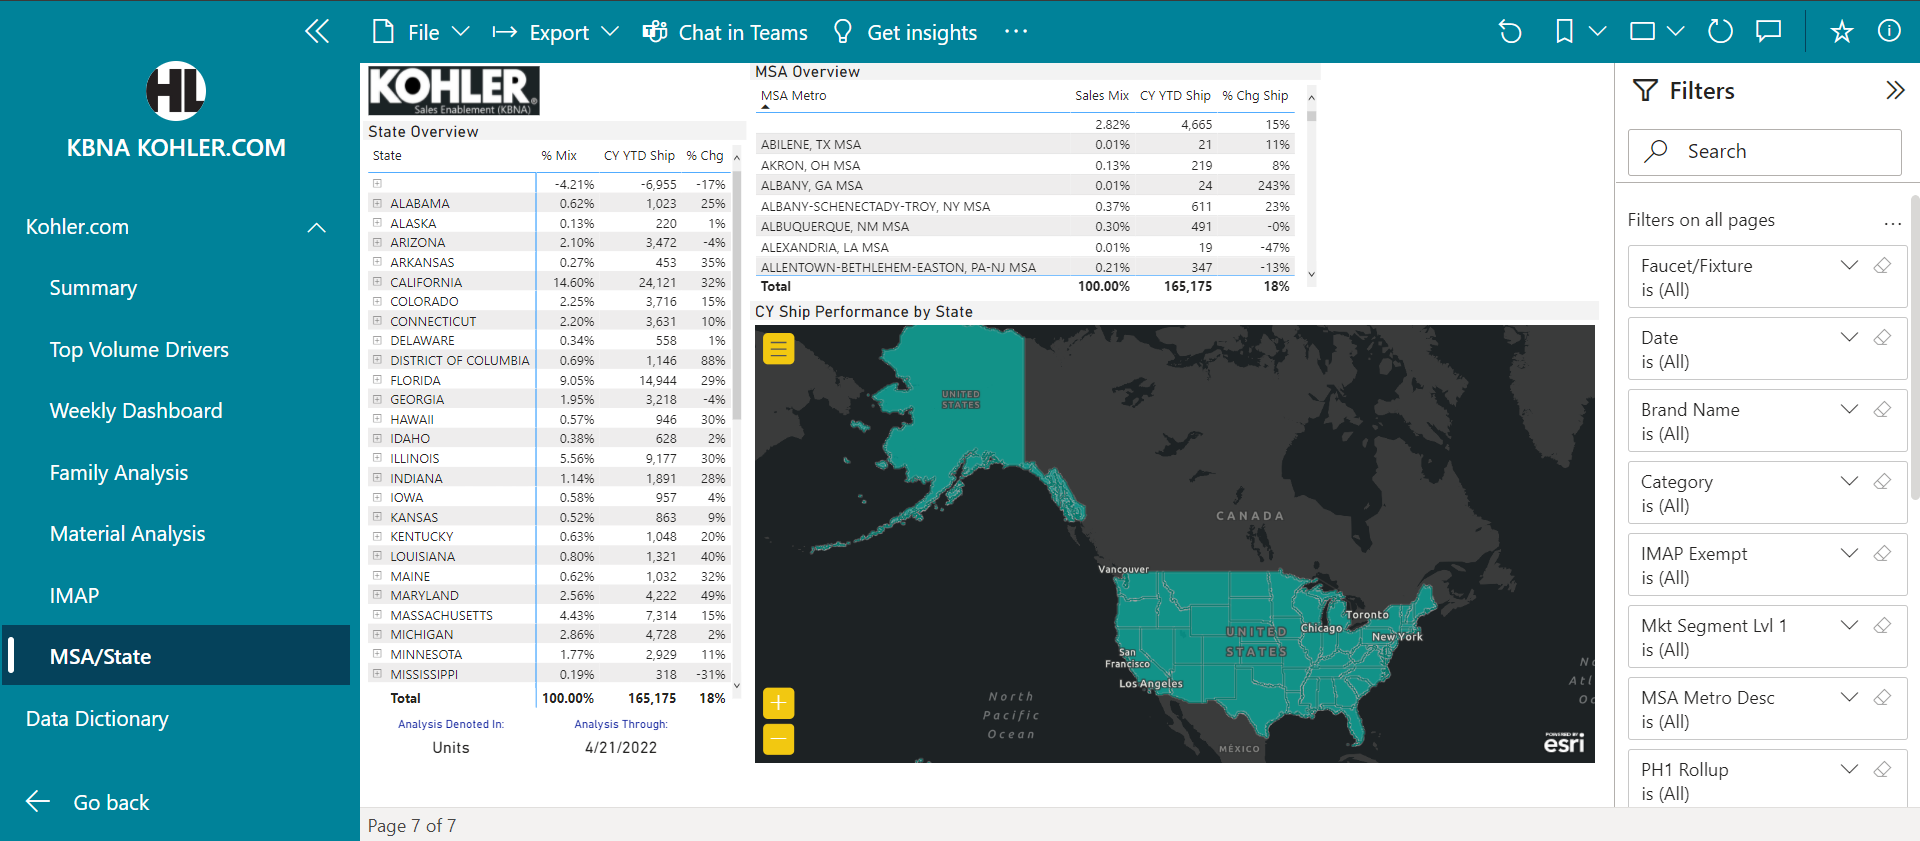 File
Export
Chat in Teams
Get insights
HL
KBNA KOHLER.COM
Kohler.com
Summary
Top Volume Drivers
Weekly Dashboard
Family Analysis
Material Analysis
IMAP
MSA/State
Data Dictionary
Go back
KOHLER®
Sales Enablement (KBNA)
State Overview
State % Mix CY YTD Ship % Chg
-4.21% -6,955 -17%
ALABAMA 0.62% 1,023 25%
ALASKA 0.13% 220 1%
ARIZONA 2.10% 3,472 -4%
ARKANSAS 0.27% 453 35%
CALIFORNIA 14.60% 24,121 32%
COLORADO 2.25% 3,716 15%
CONNECTICUT 2.20% 3,631 10%
DELAWARE 0.34% 558 1%
DISTRICT OF COLUMBIA 0.69% 1,146 88%
FLORIDA 9.05% 14,944 29%
GEORGIA 1.95% 3,218 -4%
HAWAII 0.57% 946 30%
IDAHO 0.38% 628 2%
ILLINOIS 5.56% 9,177 30%
INDIANA 1.14% 1,891 28%
IOWA 0.58% 957 4%
KANSAS 0.52% 863 9%
KENTUCKY 0.63% 1,048 20%
LOUISIANA 0.80% 1,321 40%
MAINE 0.62% 1,032 32%
MARYLAND 2.56% 4,222 49%
MASSACHUSETTS 4.43% 7,314 15%
MICHIGAN 2.86% 4,728 2%
MINNESOTA 1.77% 2,929 11%
MISSISSIPPI 0.19% 318 -31%
Total 100.00% 165,175 18%
Analysis Denoted In: Analysis Through:
Units 4/21/2022
MSA Overview
MSA Metro Sales Mix CY YTD Ship % Chg Ship
2.82% 4,665 15%
ABILENE, TX MSA 0.01% 21 11%
AKRON, OH MSA 0.13% 219 8%
ALBANY, GA MSA 0.01% 24 243%
ALBANY-SCHENECTADY-TROY, NY MSA 0.37% 611 23%
ALBUQUERQUE, NM MSA 0.30% 491 -0%
ALEXANDRIA, LA MSA 0.01% 19 -47%
ALLENTOWN-BETHLEHEM-EASTON, PA-NJ MSA 0.21% 347 -13%
Total 100.00% 165,175 18%
CY Ship Performance by State
UNITED
STATES
CANADA
Vancouver
Toronto
Chicago
New York
UNITED
STATES
San
Francisco
Los Angeles
North
Pacific
Ocean
MÉXICO
POWERED BY
esri
Filters
Search
Filters on all pages
Faucet/Fixture
is (All)
Date
is (All)
Brand Name
is (All)
Category
is (All)
IMAP Exempt
is (All)
Mkt Segment Lvl 1
is (All)
MSA Metro Desc
is (All)
PH1 Rollup
is (All)
Page 7 of 7